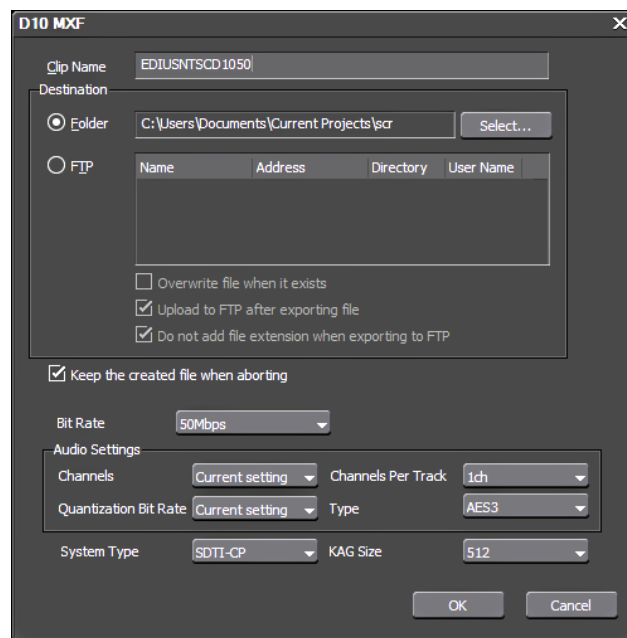 D10 MXF
Clip Name EDIUSNTSCD1050
Destination
Folder C:\Users\Documents\Current Projects\scr Select...
FTP Name Address Directory User Name
Overwrite file when it exists
Upload to FTP after exporting file
Do not add file extension when exporting to FTP
Keep the created file when aborting
Bit Rate 50Mbps
Audio Settings
Channels Current setting Channels Per Track 1ch
Quantization Bit Rate Current setting Type AES3
System Type SDTI-CP KAG Size 512
OK Cancel